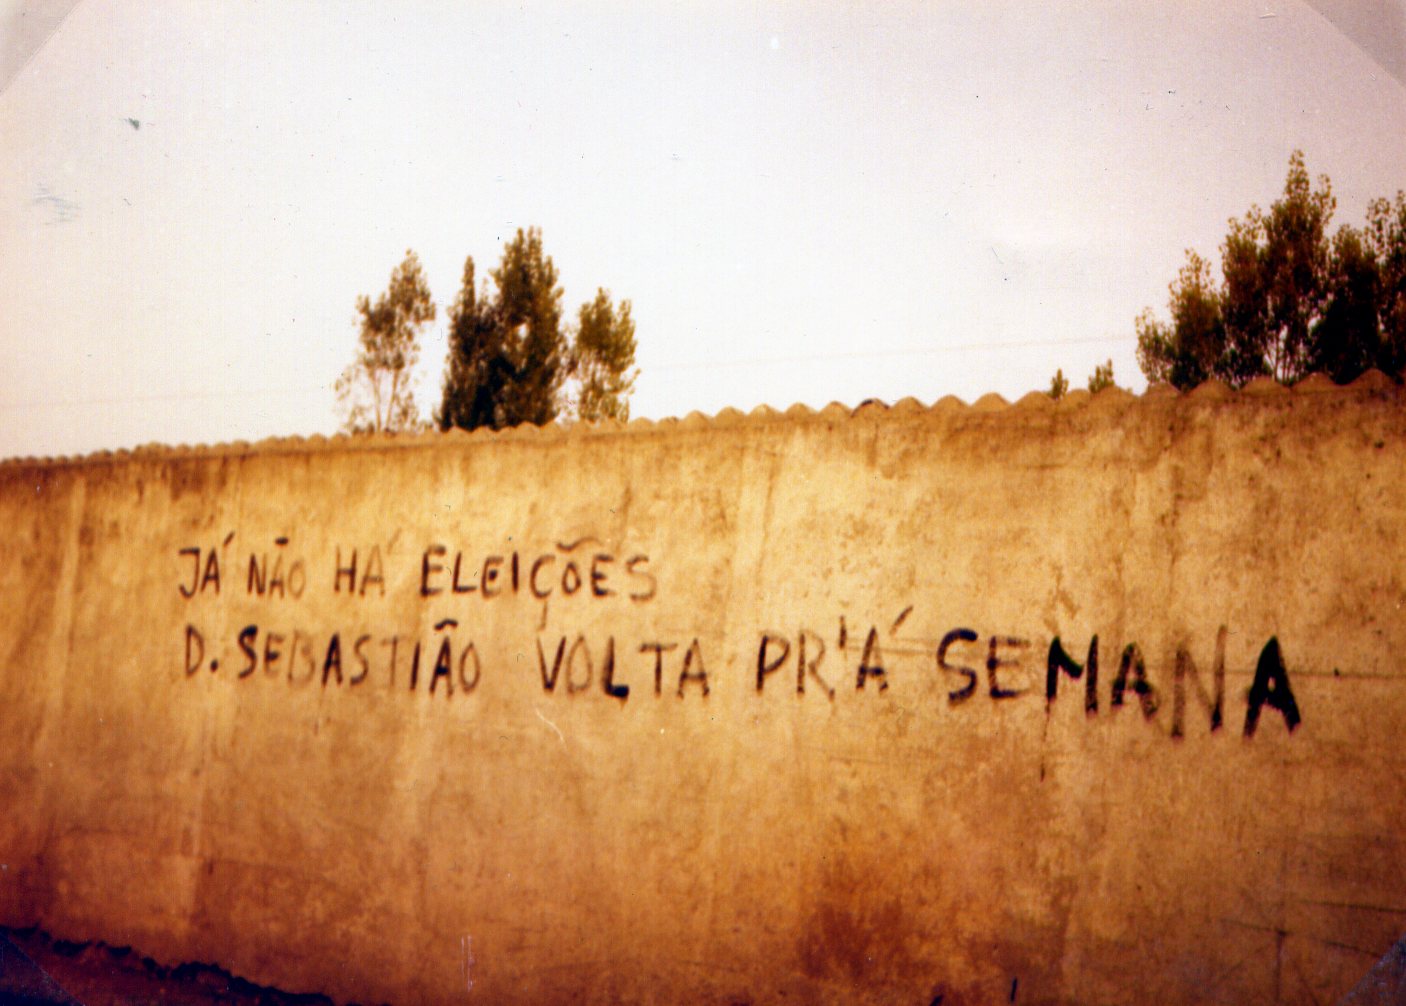 JÁ NÃO HÁ ELEIÇÕES
D. SEBASTIÃO VOLTA PR'Á SEMANA